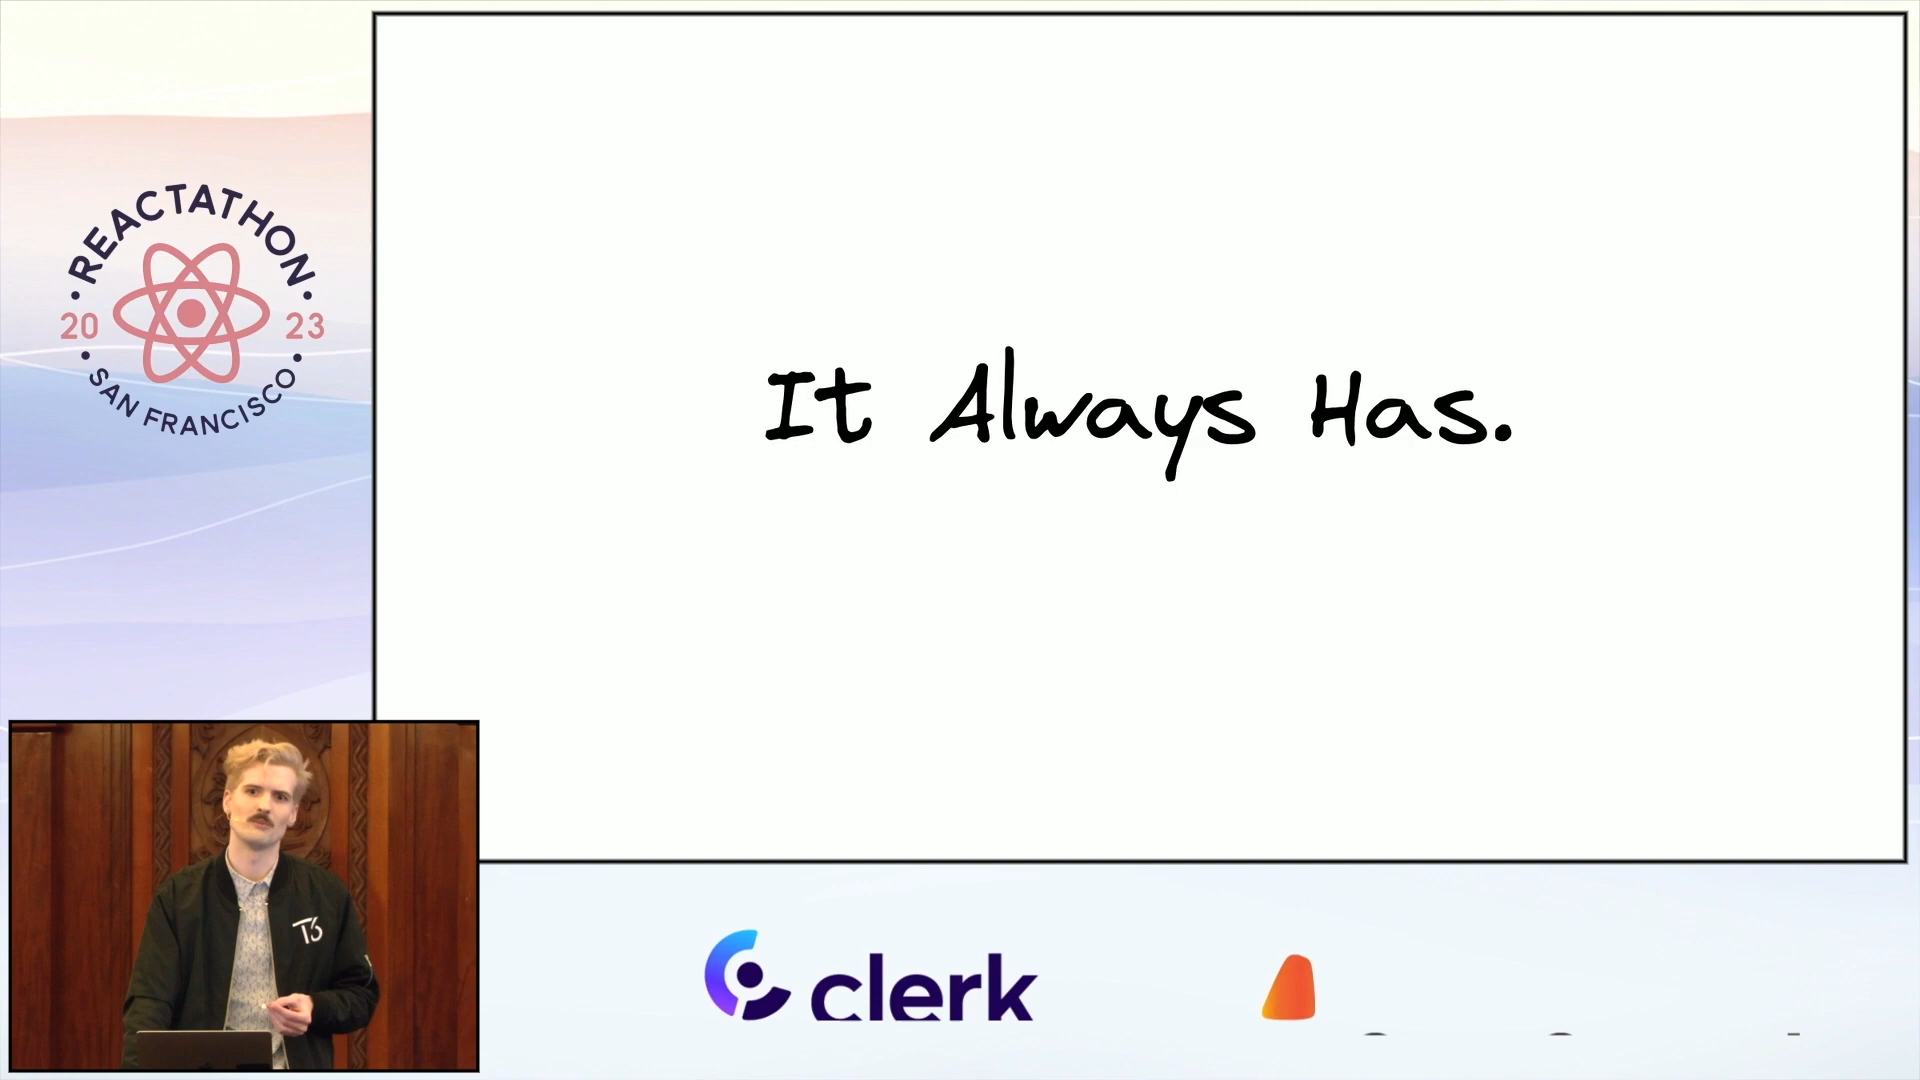 REACTATHON
20 23
SAN FRANCISCO
It Always Has.
T3
clerk